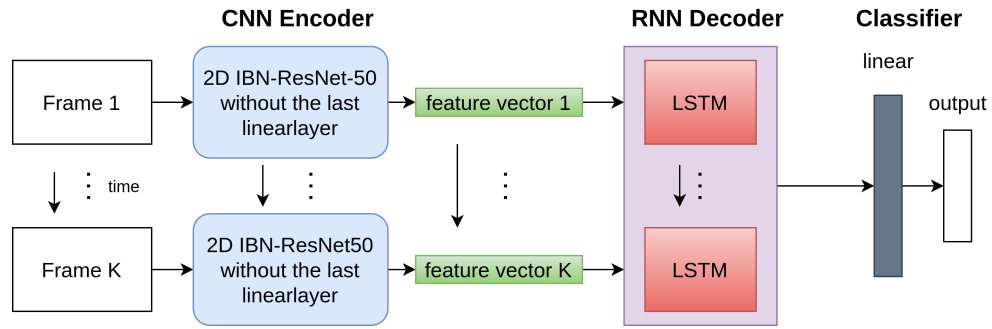 CNN Encoder
RNN Decoder
Classifier
linear
Frame 1
2D IBN-ResNet-50
without the last
linearlayer
feature vector 1
LSTM
output
time
Frame K
2D IBN-ResNet50
without the last
linearlayer
feature vector K
LSTM